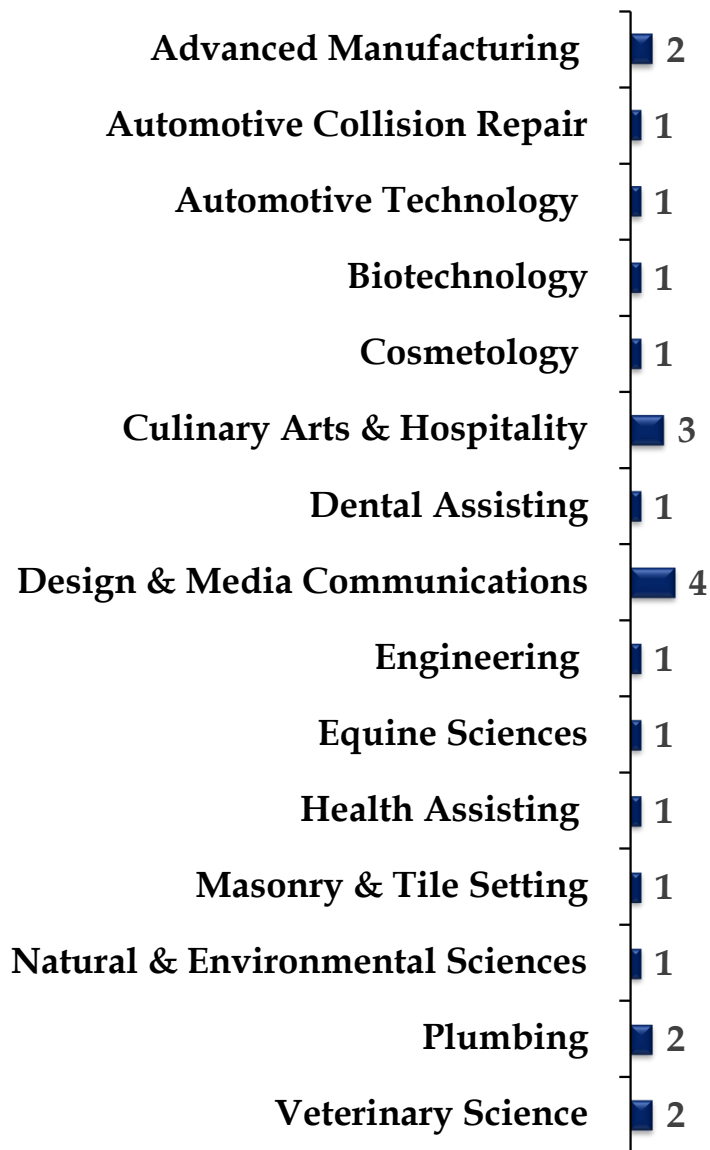 Advanced Manufacturing 2
Automotive Collision Repair 1
Automotive Technology 1
Biotechnology 1
Cosmetology 1
Culinary Arts & Hospitality 3
Dental Assisting 1
Design & Media Communications 4
Engineering 1
Equine Sciences 1
Health Assisting 1
Masonry & Tile Setting 1
Natural & Environmental Sciences 1
Plumbing 2
Veterinary Science 2